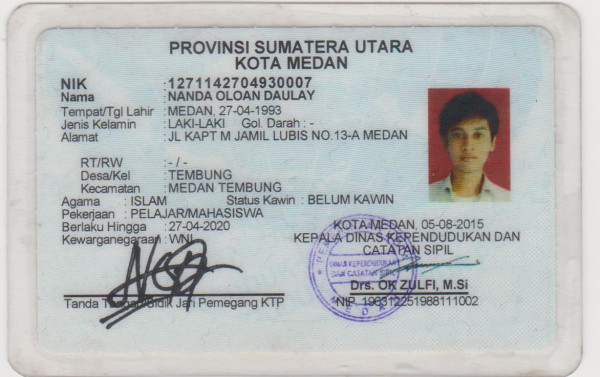 PROVINSI SUMATERA UTARA
KOTA MEDAN
NIK : 1271142704930007
Nama : NANDA OLOAN DAULAY
Tempat/Tgl Lahir : MEDAN, 27-04-1993
Jenis Kelamin : LAKI-LAKI Gol. Darah : -
Alamat : JL KAPT M JAMIL LUBIS NO.13-A MEDAN
RT/RW : - / -
Desa/Kel : TEMBUNG
Kecamatan : MEDAN TEMBUNG
Agama : ISLAM Status Kawin : BELUM KAWIN
Pekerjaan : PELAJAR/MAHASISWA
Berlaku Hingga : 27-04-2020
Kewarganegaraan : WNI
KOTA MEDAN, 05-08-2015
KEPALA DINAS KEPENDUDUKAN DAN
CATATAN SIPIL
DINAS KEPENDUDUKAN
DAN CATATAN SIPIL
MEDAN
Drs. OK ZULFI, M.Si
NIP. 196312251988111002
Tanda Tangan/Sidik Jari Pemegang KTP